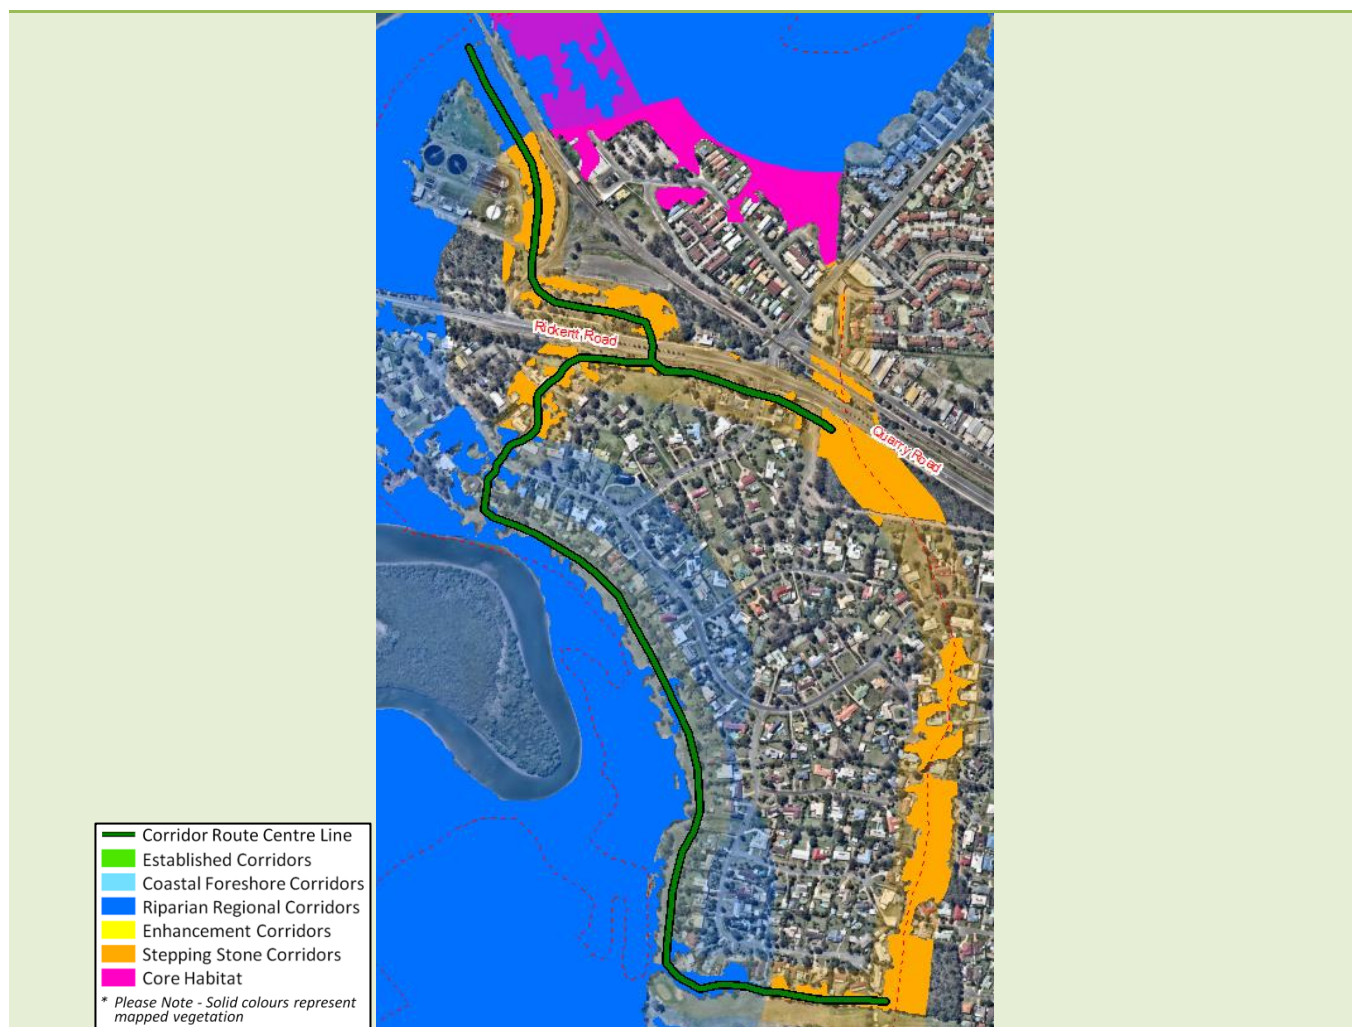 Rickertt Road
Quarry Road
Corridor Route Centre Line
Established Corridors
Coastal Foreshore Corridors
Riparian Regional Corridors
Enhancement Corridors
Stepping Stone Corridors
Core Habitat
* Please Note - Solid colours represent
mapped vegetation